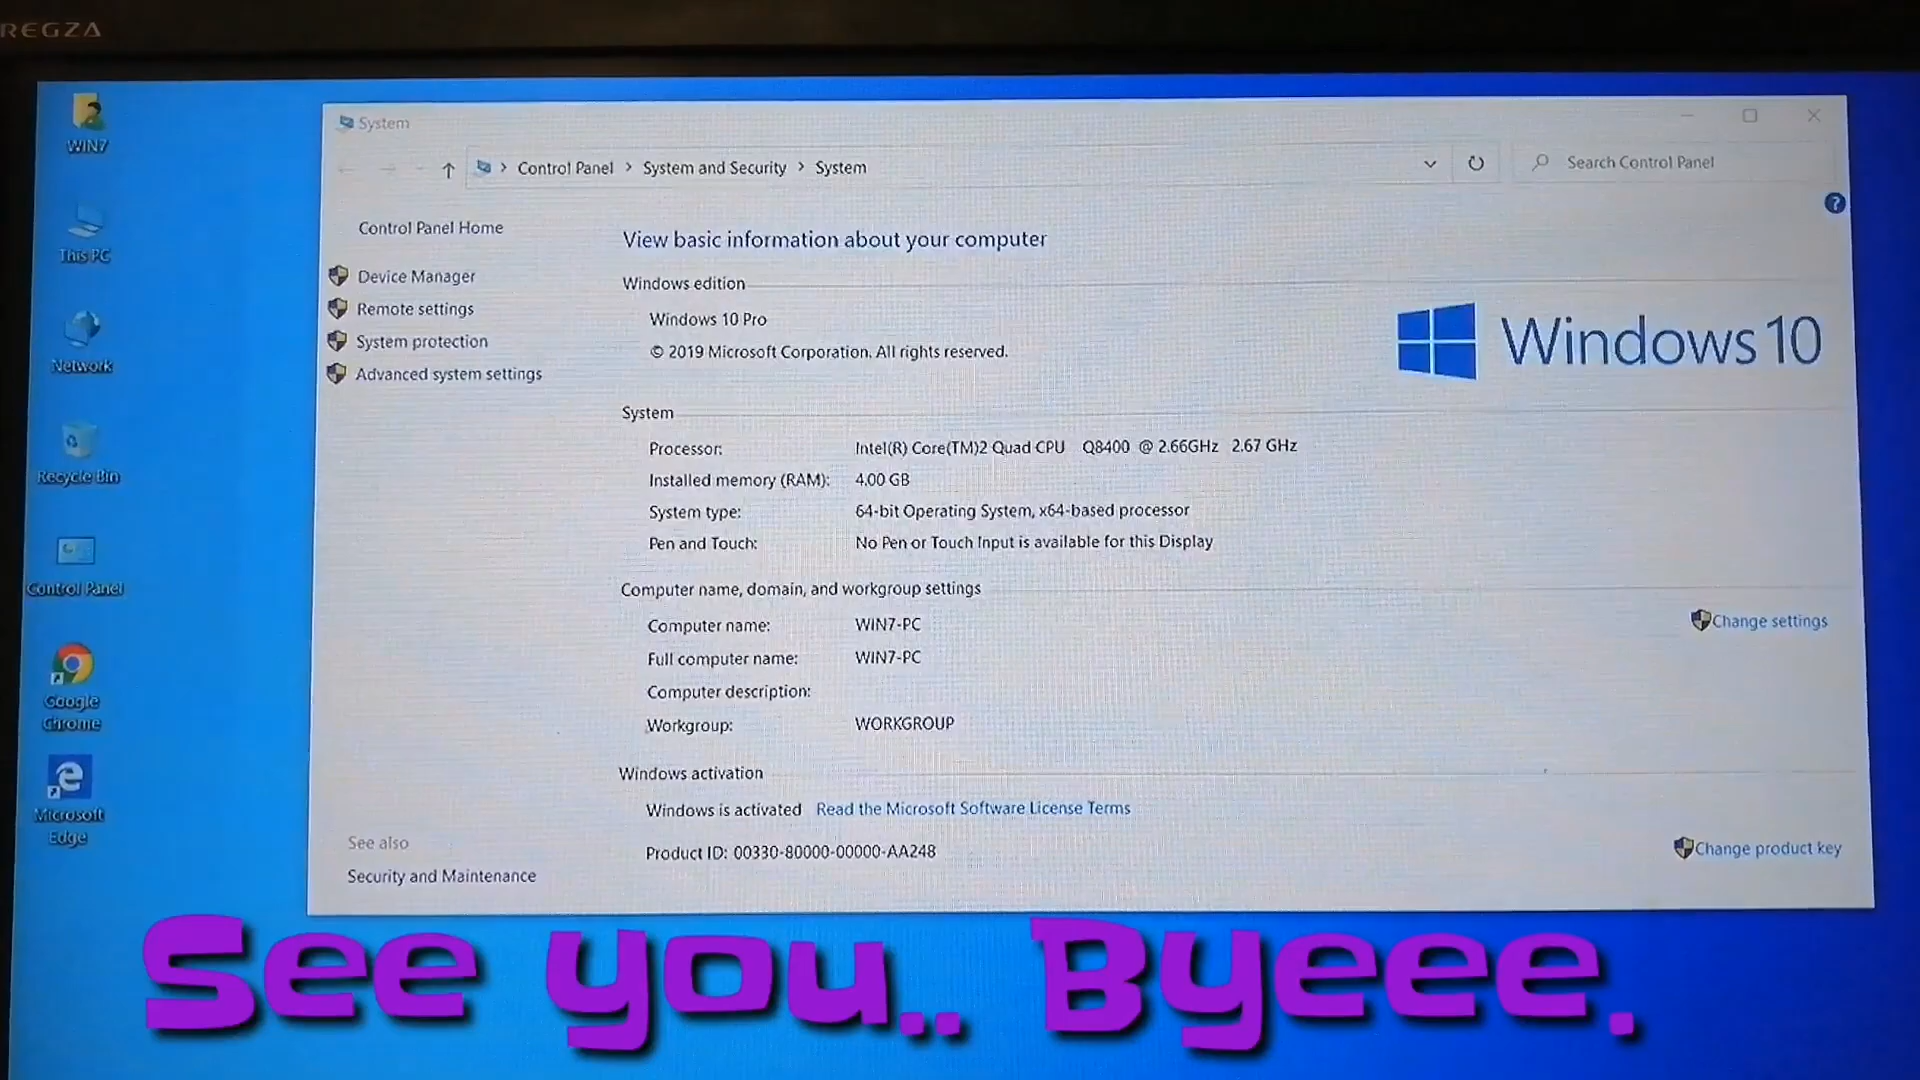 REGZA
WIN7
This PC
Network
Recycle Bin
Control Panel
Google
Chrome
Microsoft
Edge
System
Control Panel > System and Security > System
Search Control Panel
?
Control Panel Home
Device Manager
Remote settings
System protection
Advanced system settings
See also
Security and Maintenance
View basic information about your computer
Windows edition
Windows 10 Pro
© 2019 Microsoft Corporation. All rights reserved.
Windows 10
System
Processor: Intel(R) Core(TM)2 Quad CPU Q8400 @ 2.66GHz 2.67 GHz
Installed memory (RAM): 4.00 GB
System type: 64-bit Operating System, x64-based processor
Pen and Touch: No Pen or Touch Input is available for this Display
Computer name, domain, and workgroup settings
Computer name: WIN7-PC
Change settings
Full computer name: WIN7-PC
Computer description:
Workgroup: WORKGROUP
Windows activation
Windows is activated Read the Microsoft Software License Terms
Product ID: 00330-80000-00000-AA248
Change product key
See you.. Byeee.